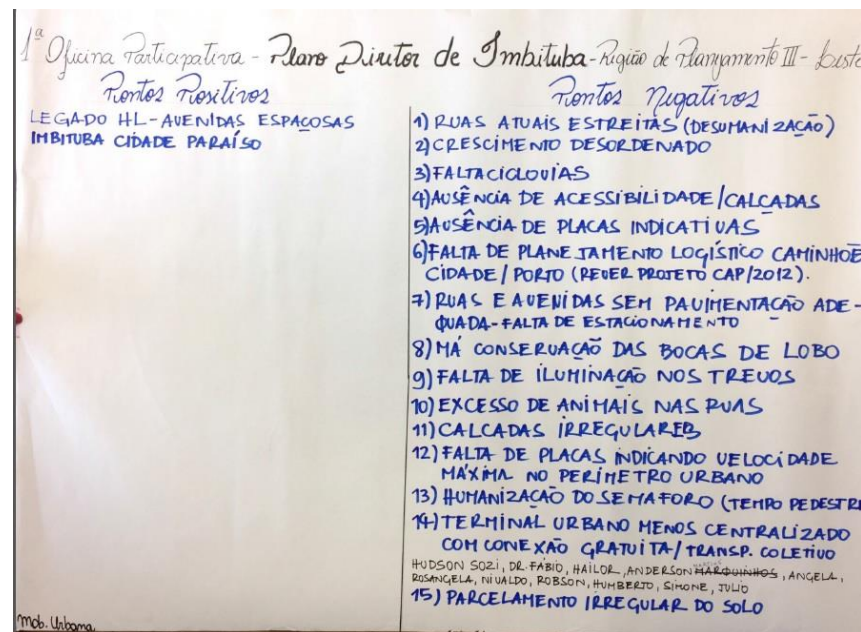 1ª Oficina Participativa - Plano Diretor de Imbituba - Região de Planejamento III - Leste
Pontos Positivos
LEGADO HL - AVENIDAS ESPAÇOSAS
IMBITUBA CIDADE PARAÍSO
Pontos Negativos
1) RUAS ATUAIS ESTREITAS (DESUMANIZAÇÃO)
2) CRESCIMENTO DESORDENADO
3) FALTA CICLOVIAS
4) AUSÊNCIA DE ACESSIBILIDADE / CALÇADAS
5) AUSÊNCIA DE PLACAS INDICATIVAS
6) FALTA DE PLANEJAMENTO LOGÍSTICO CAMINHÕE
CIDADE / PORTO (REVER PROJETO CAP/2012).
7) RUAS E AVENIDAS SEM PAVIMENTAÇÃO ADE-
QUADA - FALTA DE ESTACIONAMENTO
8) MÁ CONSERVAÇÃO DAS BOCAS DE LOBO
9) FALTA DE ILUMINAÇÃO NOS TREVOS
10) EXCESSO DE ANIMAIS NAS RUAS
11) CALCADAS IRREGULARES
12) FALTA DE PLACAS INDICANDO VELOCIDADE
MÁXIMA NO PERÍMETRO URBANO
13) HUMANIZAÇÃO DO SEMAFORO (TEMPO PEDESTRE
14) TERMINAL URBANO MENOS CENTRALIZADO
COM CONEXÃO GRATUITA / TRANSP. COLETIVO
HUDSON SOZI, DR. FÁBIO, HAILOR, ANDERSON MARQUINHOS, ANGELA,
ROSANGELA, NIVALDO, ROBSON, HUMBERTO, SIMONE, JULIO
15) PARCELAMENTO IRREGULAR DO SOLO
Mob. Urbana